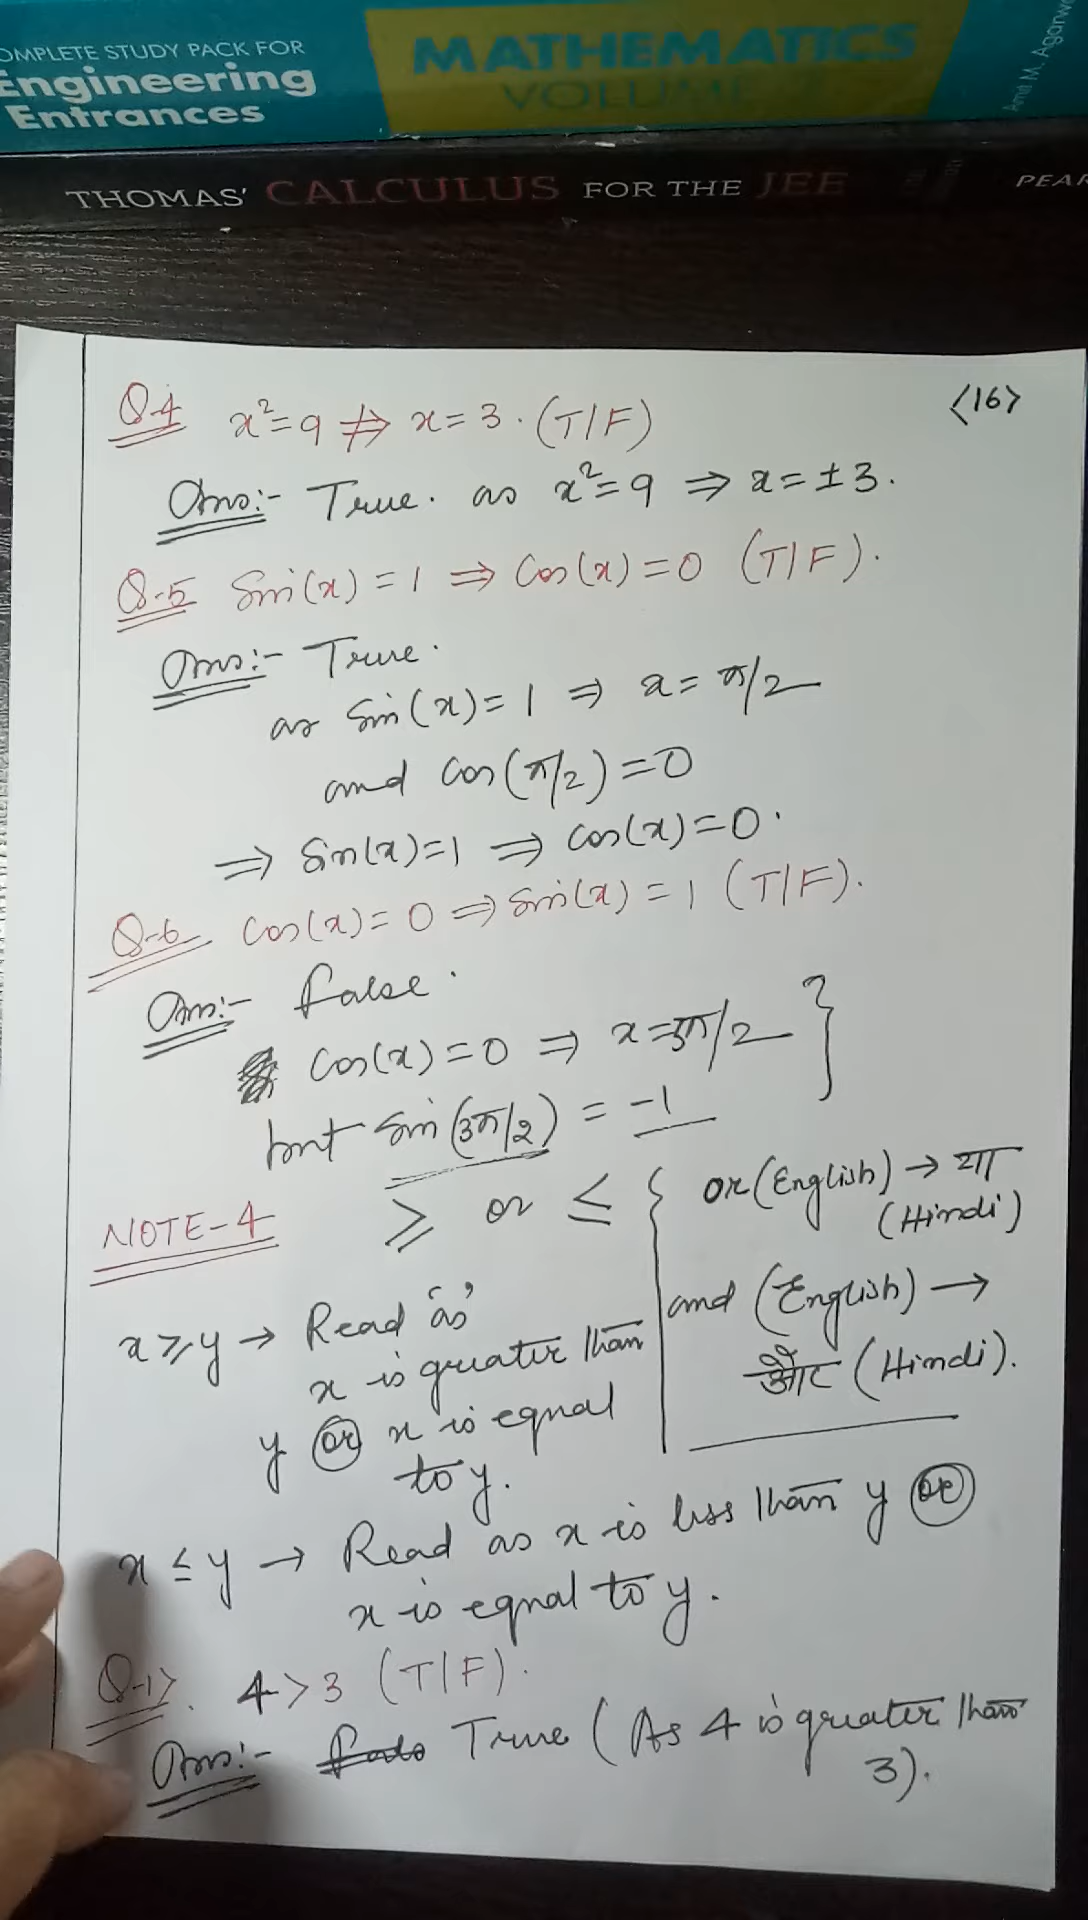 COMPLETE STUDY PACK FOR
Engineering
Entrances
MATHEMATICS
VOLUME
Amit M. Agarw
THOMAS' CALCULUS FOR THE JEE
PEAR
<16>
Q-4 x²=9 ⇏ x=3. (T/F)
Ans:- True. as x²=9 ⇒ x=±3.
Q-5 Sin(x)=1 ⇒ Cos(x)=0 (T/F).
Ans:- True.
as Sin(x)=1 ⇒ x=π/2
and cos(π/2)=0
⇒ Sin(x)=1 ⇒ cos(x)=0.
Q-6 Cos(x)=0 ⇒ Sin(x)=1 (T/F).
Ans:- False.
Cos(x)=0 ⇒ x=3π/2 }
but Sin(3π/2)=-1
NOTE-4 ≥ or ≤
{ or (English) → या
(Hindi)
and (English) →
और (Hindi).
x≥y → Read 'as'
x is greater than
y or x is equal
to y.
x≤y → Read as x is less than y or
x is equal to y.
Q-1>. 4>3 (T/F).
Ans:- True (As 4 is greater than
3).